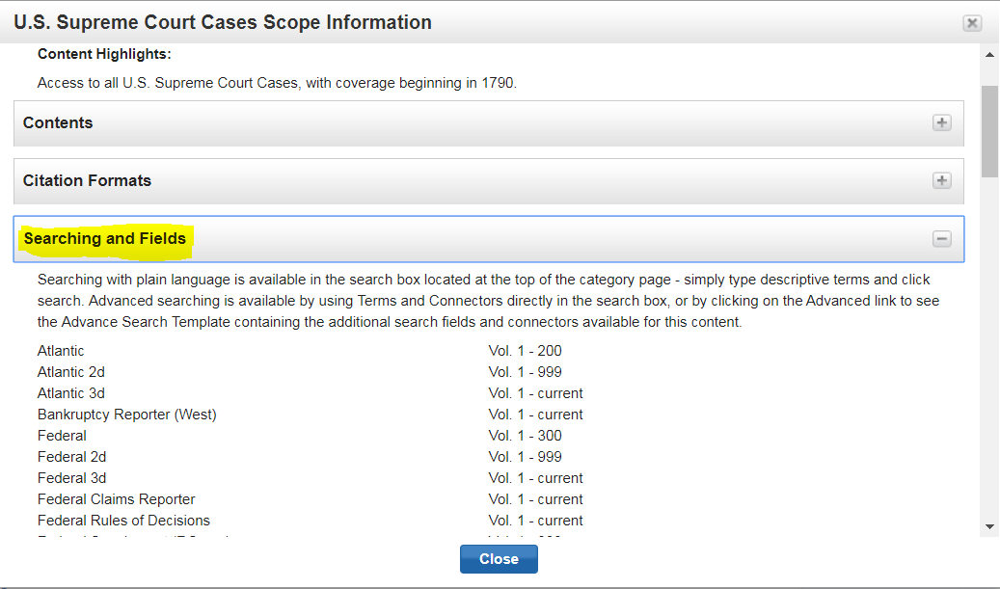 U.S. Supreme Court Cases Scope Information
Content Highlights:
Access to all U.S. Supreme Court Cases, with coverage beginning in 1790.
Contents
Citation Formats
Searching and Fields
Searching with plain language is available in the search box located at the top of the category page - simply type descriptive terms and click
search. Advanced searching is available by using Terms and Connectors directly in the search box, or by clicking on the Advanced link to see
the Advance Search Template containing the additional search fields and connectors available for this content.
Atlantic Vol. 1 - 200
Atlantic 2d Vol. 1 - 999
Atlantic 3d Vol. 1 - current
Bankruptcy Reporter (West) Vol. 1 - current
Federal Vol. 1 - 300
Federal 2d Vol. 1 - 999
Federal 3d Vol. 1 - current
Federal Claims Reporter Vol. 1 - current
Federal Rules of Decisions Vol. 1 - current
Close